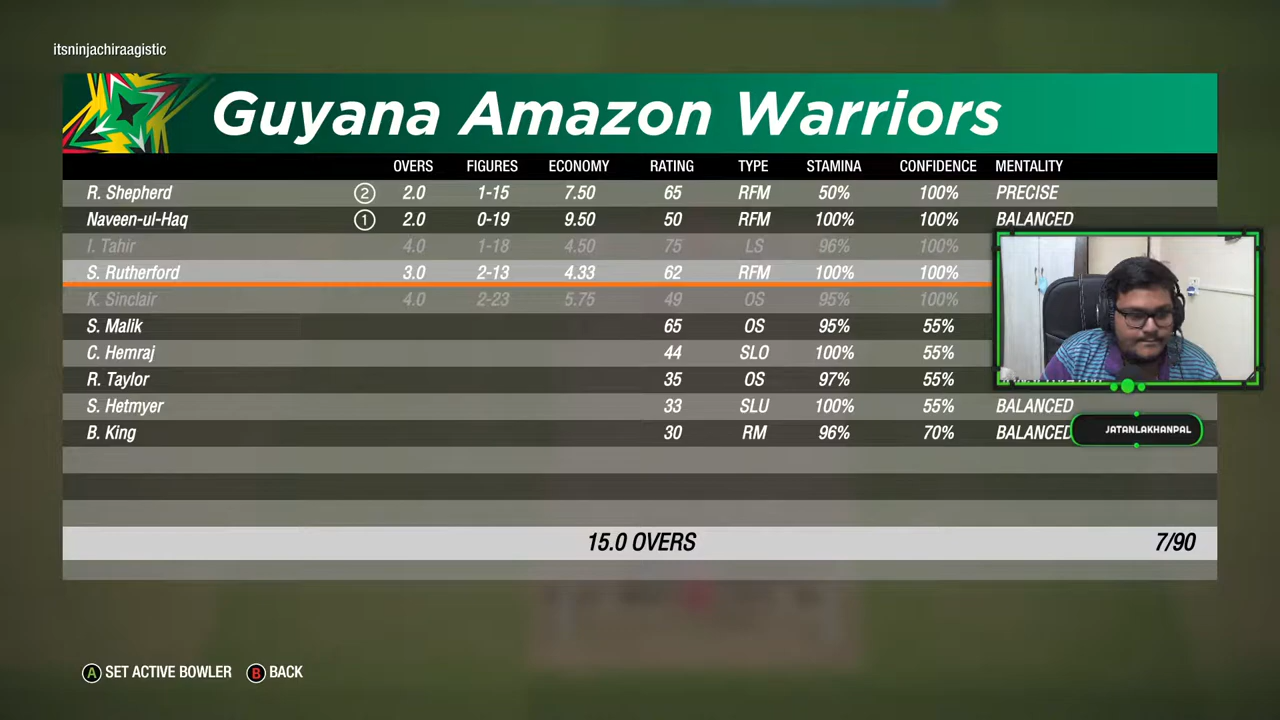 itsninjachiraagistic
Guyana Amazon Warriors
OVERS FIGURES ECONOMY RATING TYPE STAMINA CONFIDENCE MENTALITY
R. Shepherd 2 2.0 1-15 7.50 65 RFM 50% 100% PRECISE
Naveen-ul-Haq 1 2.0 0-19 9.50 50 RFM 100% 100% BALANCED
I. Tahir 4.0 1-18 4.50 75 LS 96% 100%
S. Rutherford 3.0 2-13 4.33 62 RFM 100% 100%
K. Sinclair 4.0 2-23 5.75 49 OS 95% 100%
S. Malik 65 OS 95% 55%
C. Hemraj 44 SLO 100% 55%
R. Taylor 35 OS 97% 55%
S. Hetmyer 33 SLU 100% 55% BALANCED
B. King 30 RM 96% 70% BALANCED
JATANLAKHANPAL
15.0 OVERS 7/90
A SET ACTIVE BOWLER B BACK